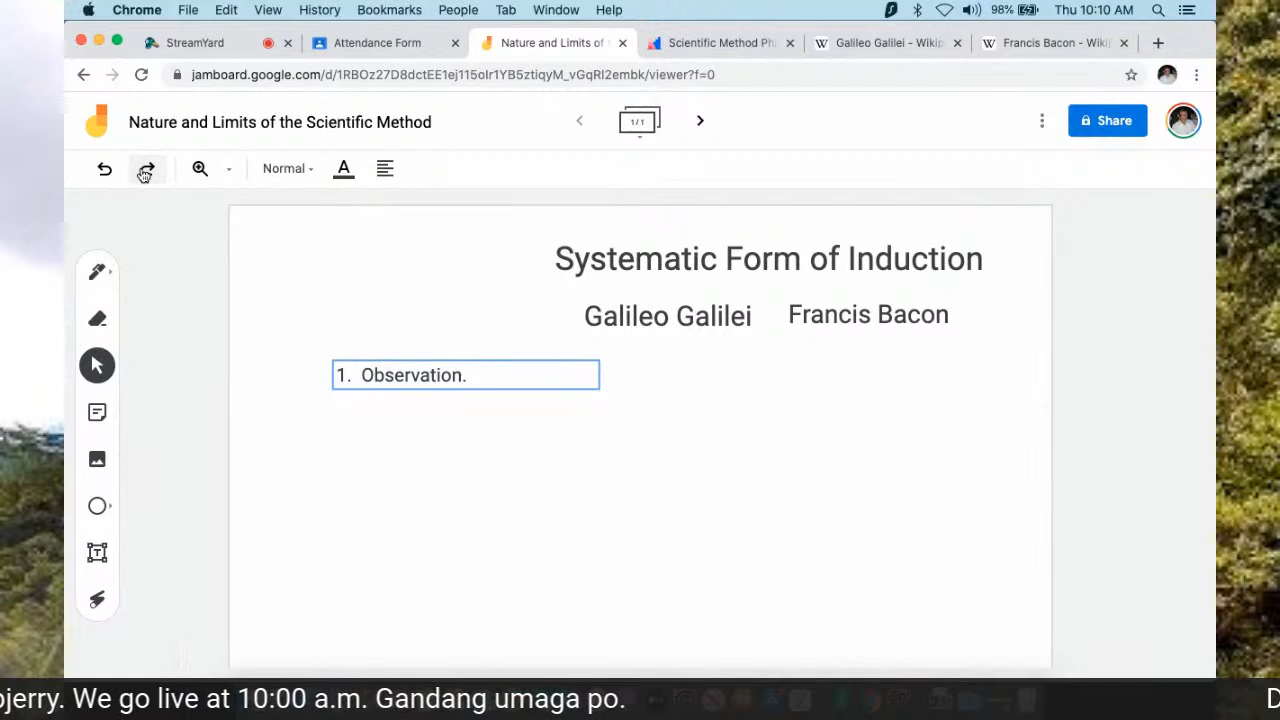 Chrome File Edit View History Bookmarks People Tab Window Help 98% Thu 10:10 AM
StreamYard Attendance Form Nature and Limits of Scientific Method Ph Galileo Galilei - Wikip Francis Bacon - Wiki
jamboard.google.com/d/1RBOz27D8dctEE1ej115oIr1YB5ztiqyM_vGqRl2embk/viewer?f=0
Nature and Limits of the Scientific Method 1/1 Share
Normal A
Systematic Form of Induction
Galileo Galilei Francis Bacon
1. Observation.
ojerry. We go live at 10:00 a.m. Gandang umaga po. D